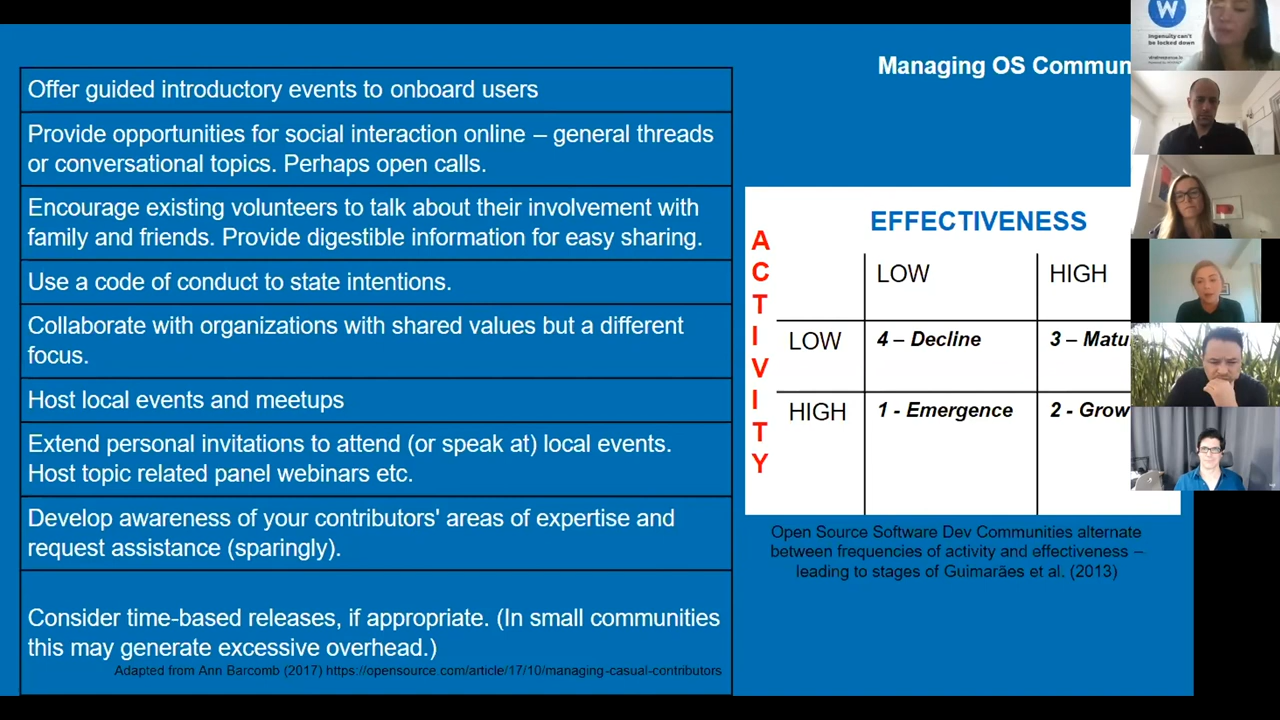 Managing OS Commun
Offer guided introductory events to onboard users
Provide opportunities for social interaction online – general threads
or conversational topics. Perhaps open calls.
Encourage existing volunteers to talk about their involvement with
family and friends. Provide digestible information for easy sharing.
Use a code of conduct to state intentions.
Collaborate with organizations with shared values but a different
focus.
Host local events and meetups
Extend personal invitations to attend (or speak at) local events.
Host topic related panel webinars etc.
Develop awareness of your contributors' areas of expertise and
request assistance (sparingly).
Consider time-based releases, if appropriate. (In small communities
this may generate excessive overhead.)
Adapted from Ann Barcomb (2017) https://opensource.com/article/17/10/managing-casual-contributors
ACTIVITY
EFFECTIVENESS
LOW HIGH
LOW 4 – Decline 3 – Matu
HIGH 1 - Emergence 2 - Grow
Open Source Software Dev Communities alternate
between frequencies of activity and effectiveness –
leading to stages of Guimarães et al. (2013)
W
Ingenuity can't
be locked down